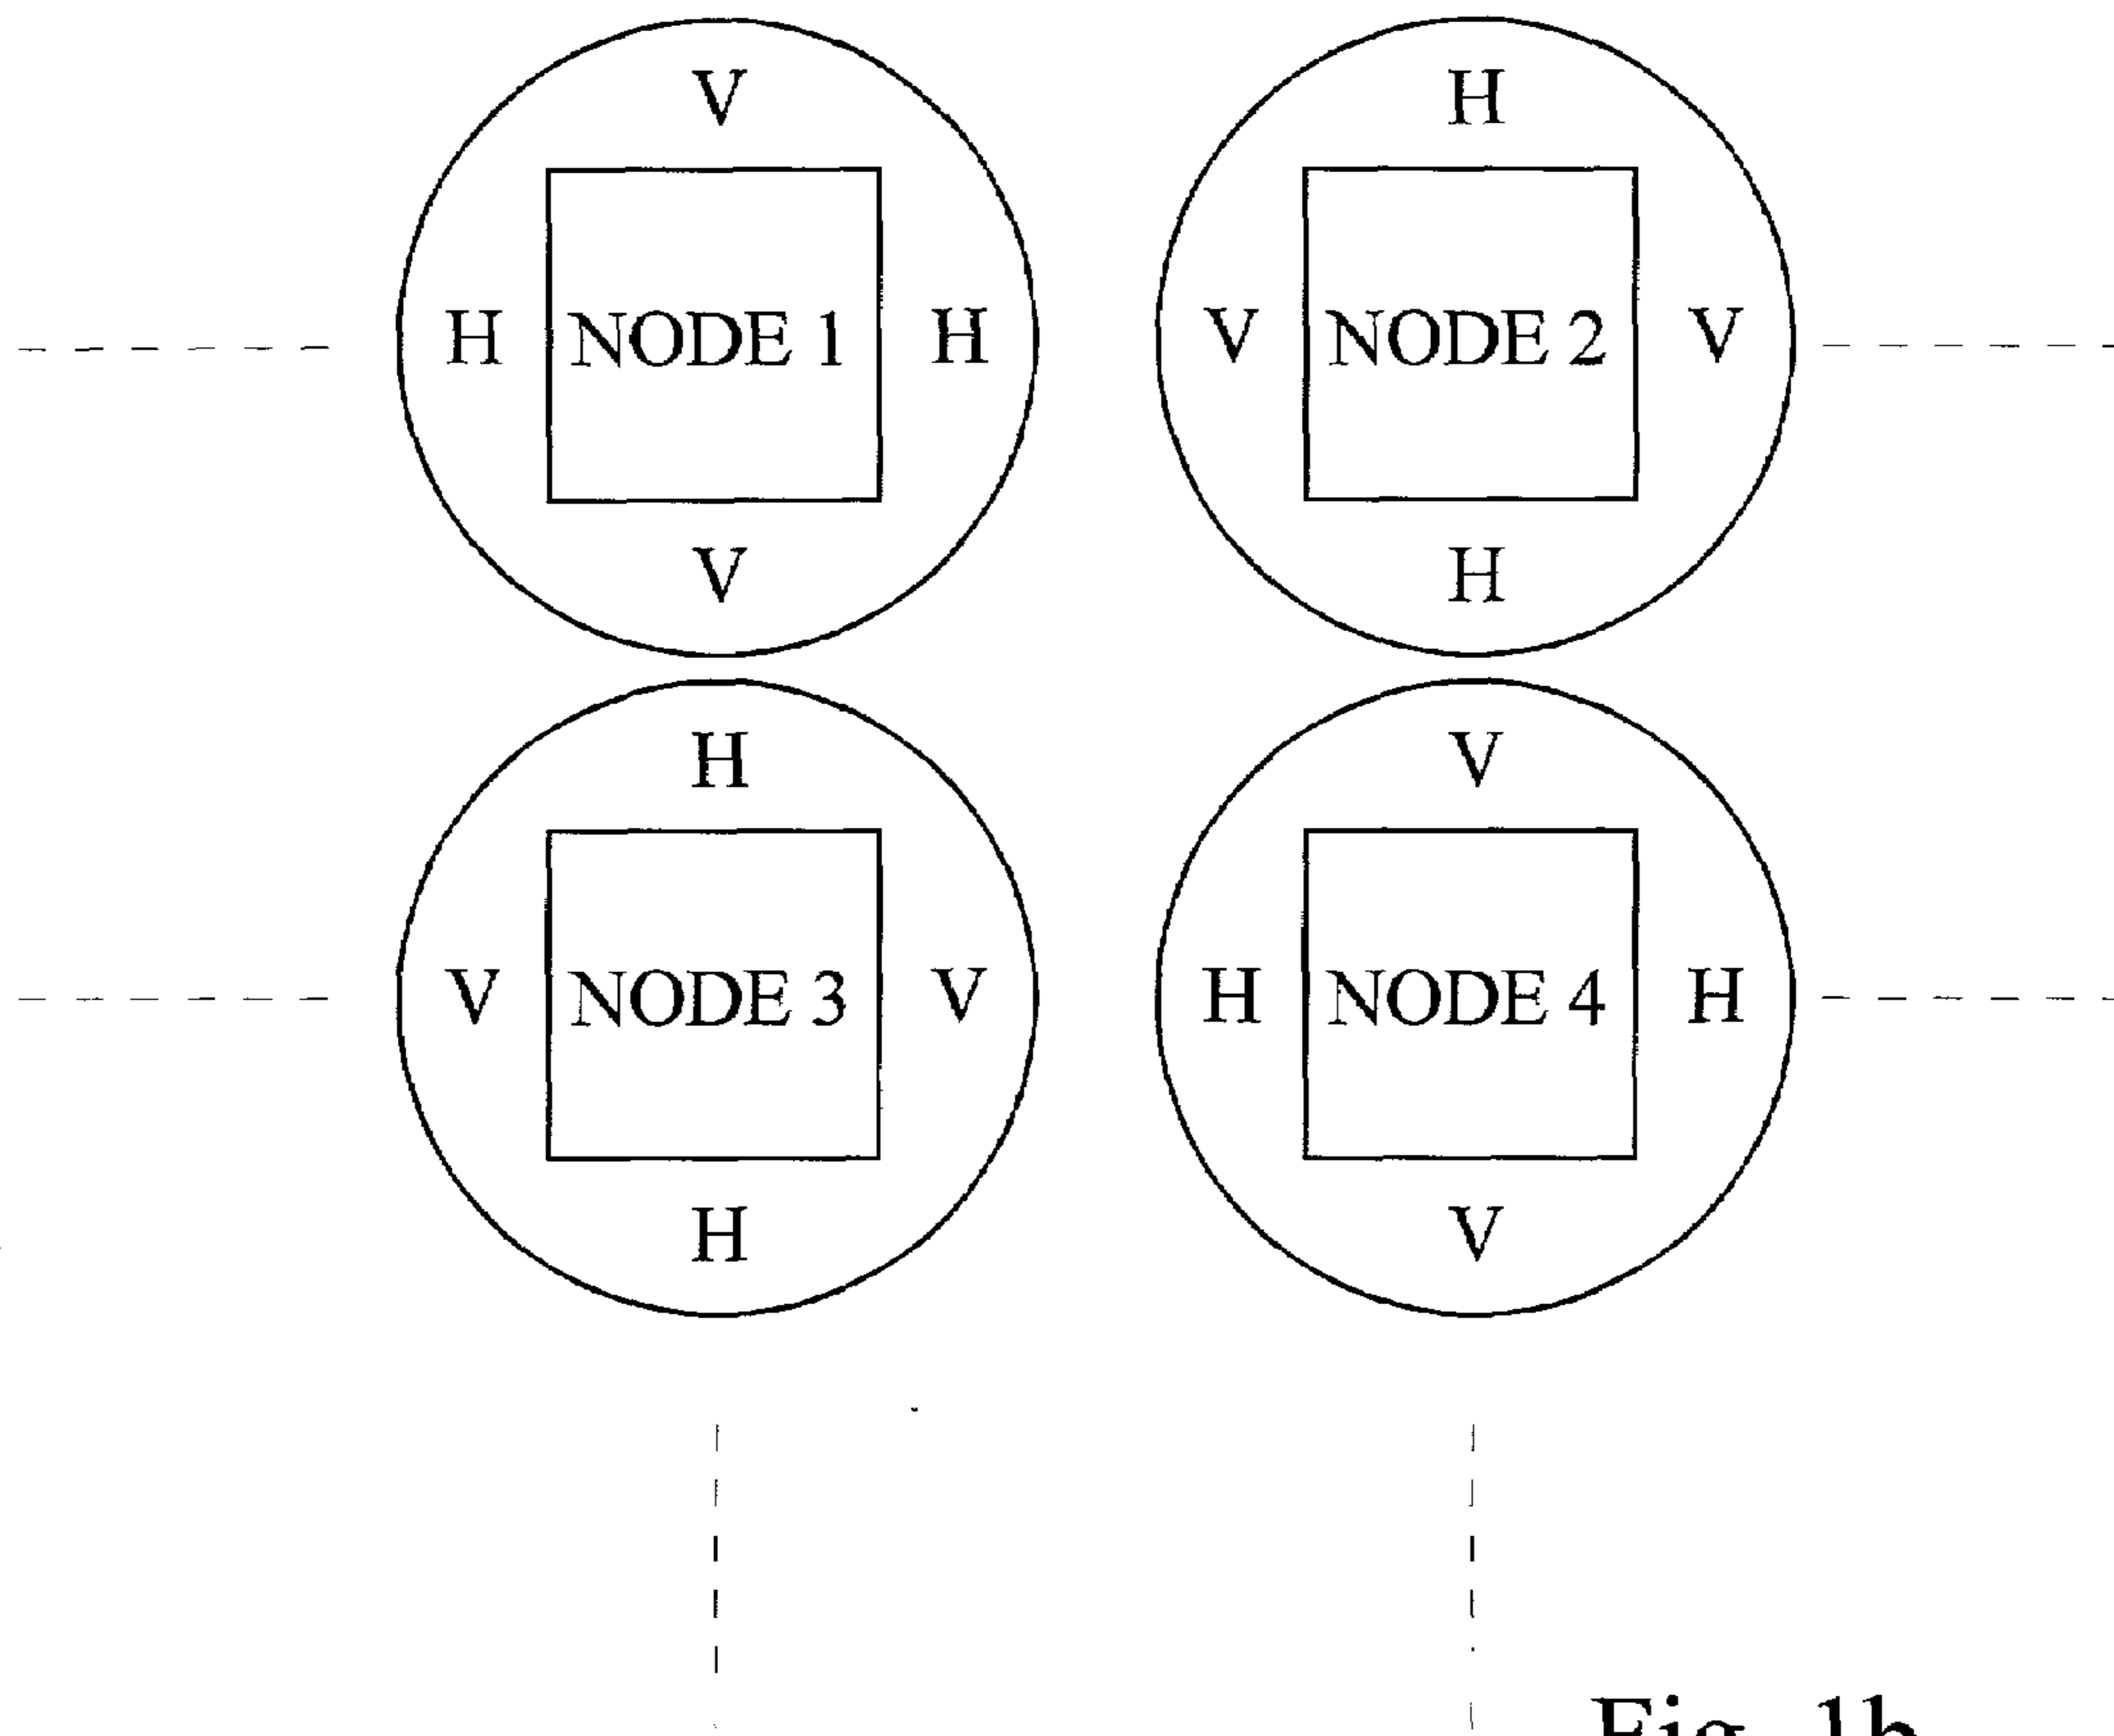 V H
H NODE 1 H V NODE 2 V
V H
H V
V NODE 3 V H NODE 4 H
H V
Fig. 1b